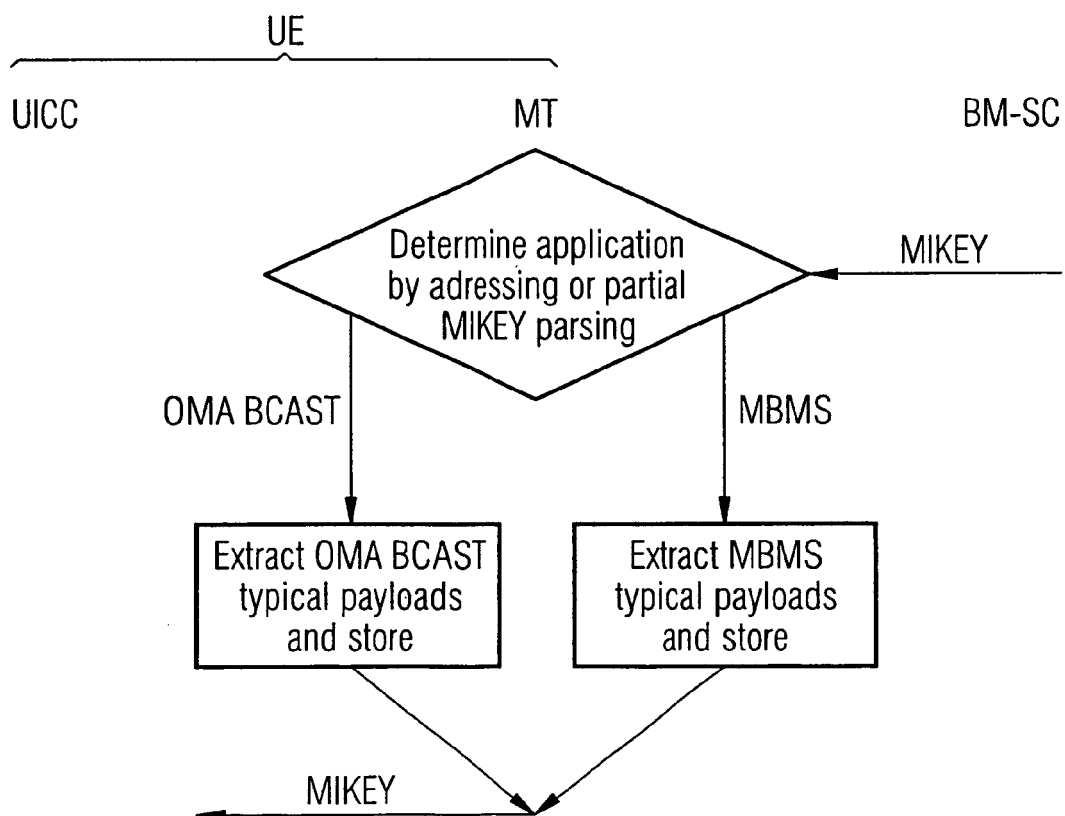 UE
UICC
MT
BM-SC
Determine application
by adressing or partial
MIKEY parsing
MIKEY
OMA BCAST
MBMS
Extract OMA BCAST
typical payloads
and store
Extract MBMS
typical payloads
and store
MIKEY